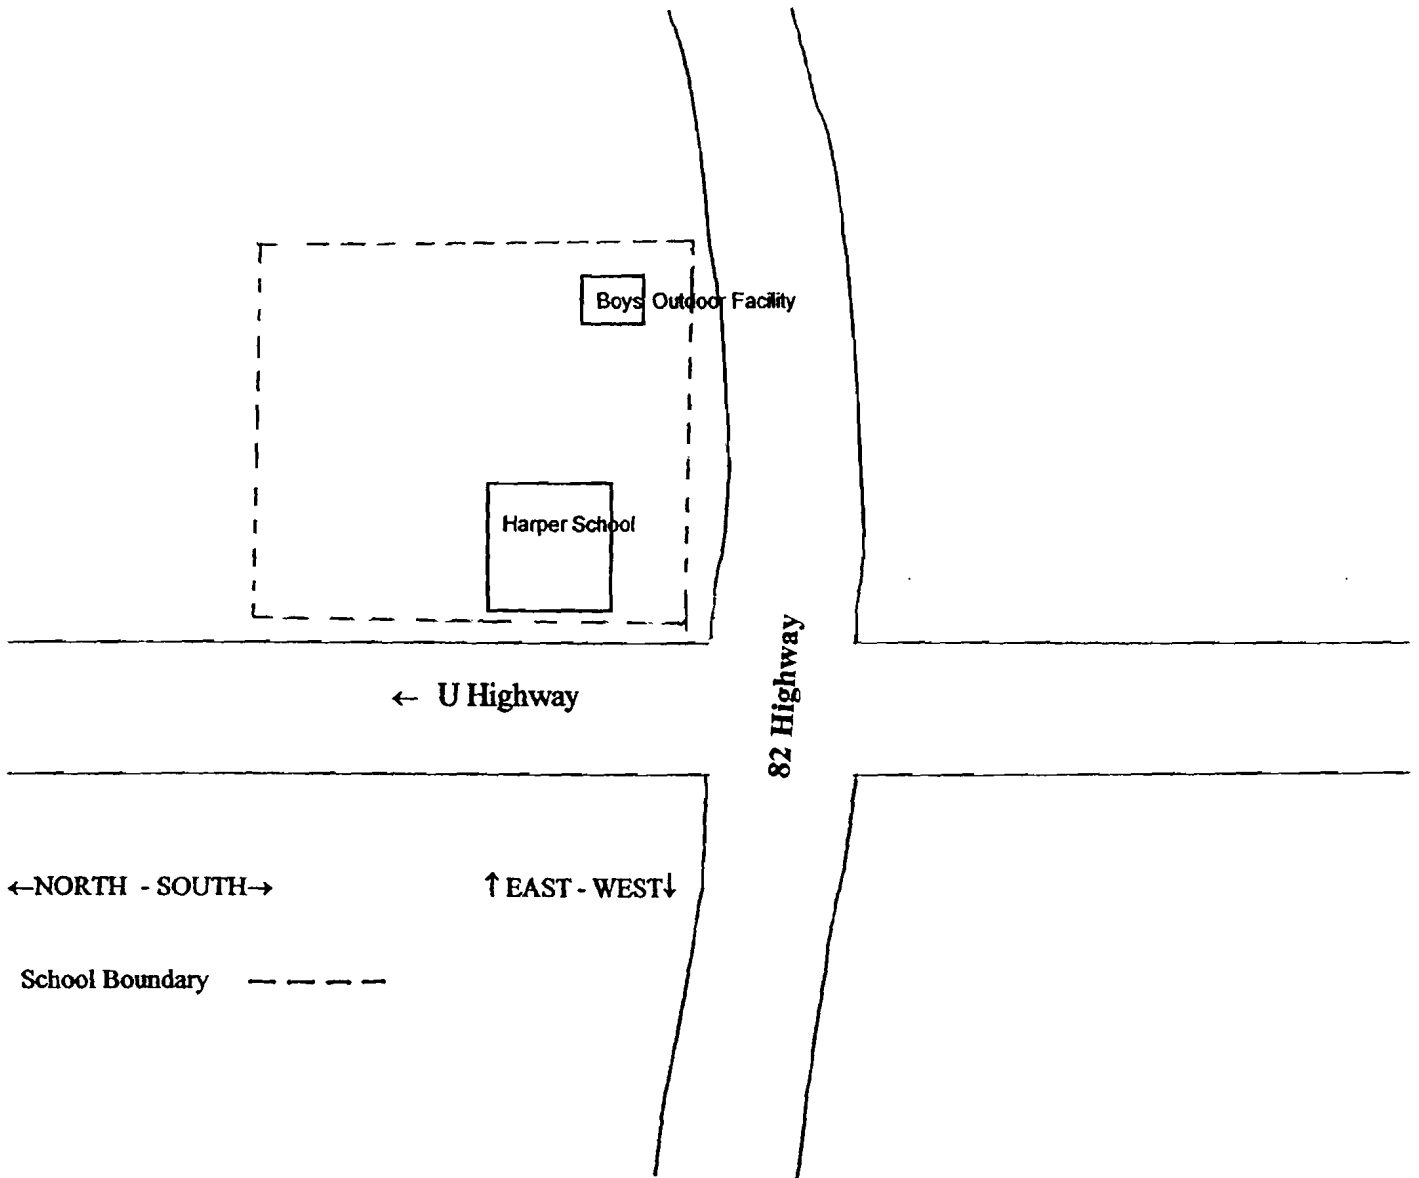 Boys Outdoor Facility
Harper School
← U Highway
82 Highway
←NORTH - SOUTH→
↑EAST - WEST↓
School Boundary